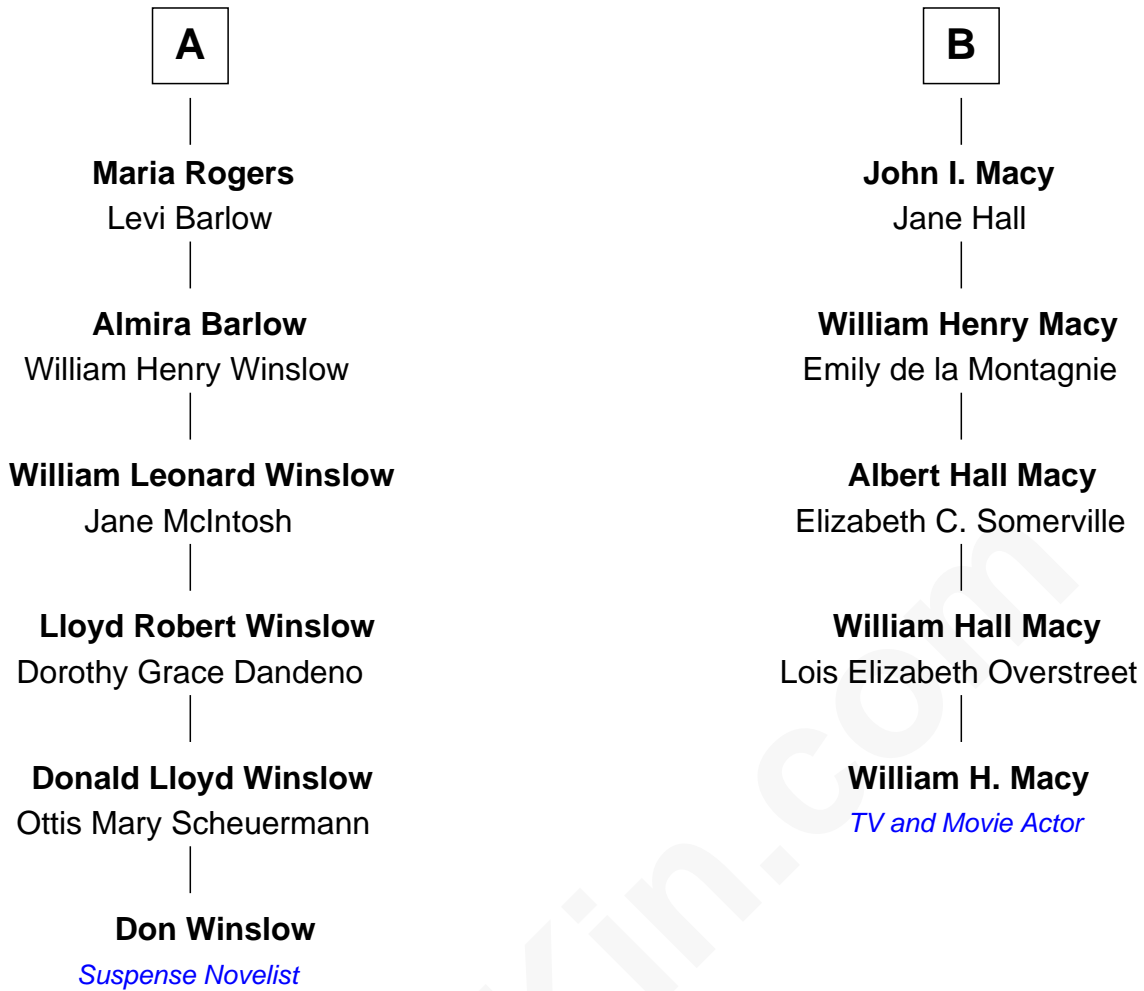 A
Maria Rogers
Levi Barlow
Almira Barlow
William Henry Winslow
William Leonard Winslow
Jane McIntosh
Lloyd Robert Winslow
Dorothy Grace Dandeno
Donald Lloyd Winslow
Ottis Mary Scheuermann
Don Winslow
Suspense Novelist
B
John I. Macy
Jane Hall
William Henry Macy
Emily de la Montagnie
Albert Hall Macy
Elizabeth C. Somerville
William Hall Macy
Lois Elizabeth Overstreet
William H. Macy
TV and Movie Actor
Kin.com